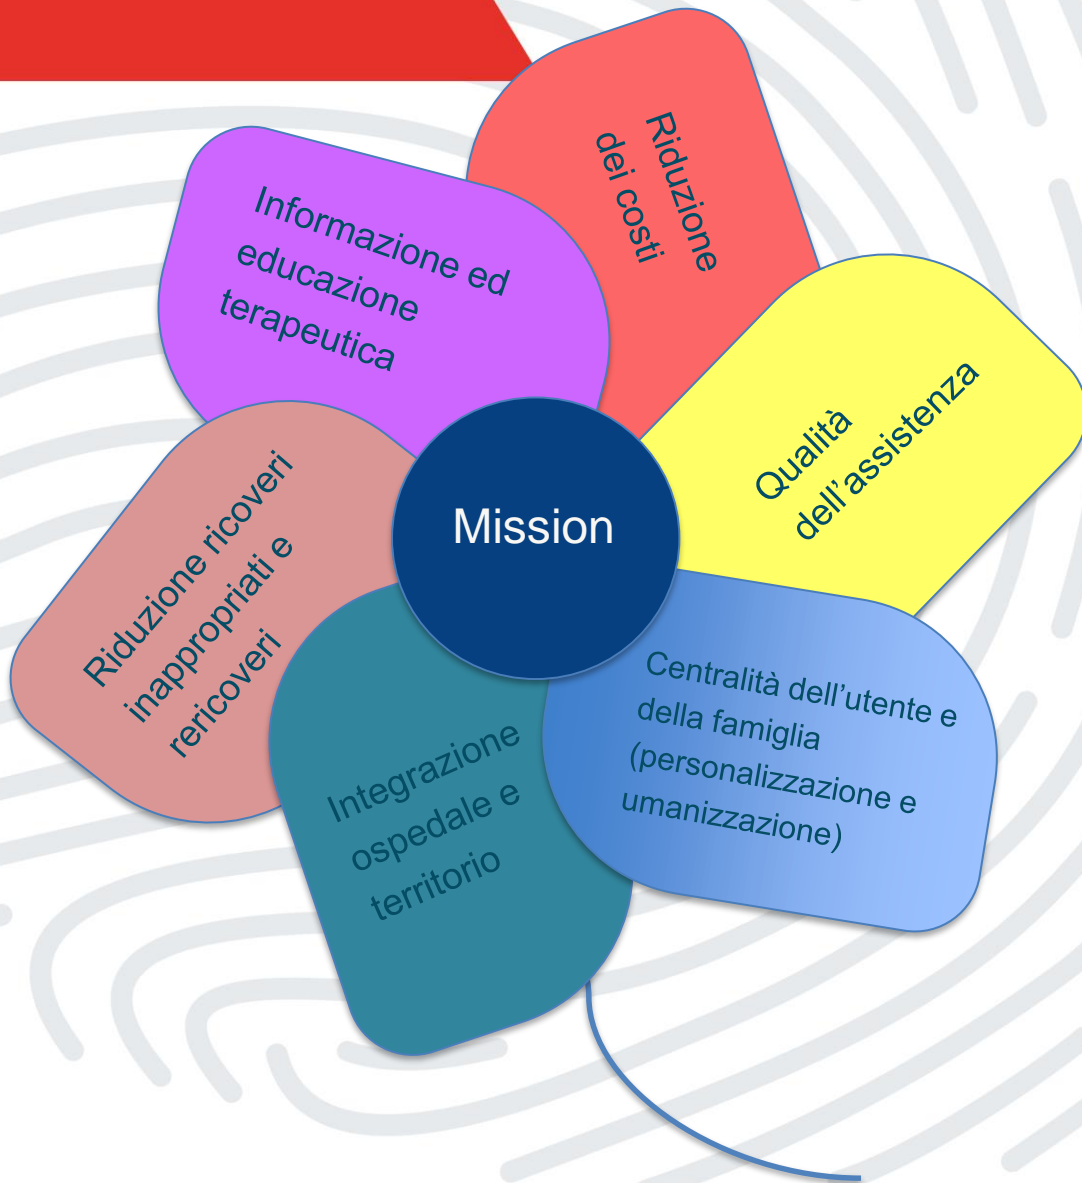 Riduzione
dei costi
Informazione ed
educazione
terapeutica
Qualità
dell’assistenza
Mission
Riduzione ricoveri
inappropriati e
rericoveri
Centralità dell’utente e
della famiglia
(personalizzazione e
umanizzazione)
Integrazione
ospedale e
territorio